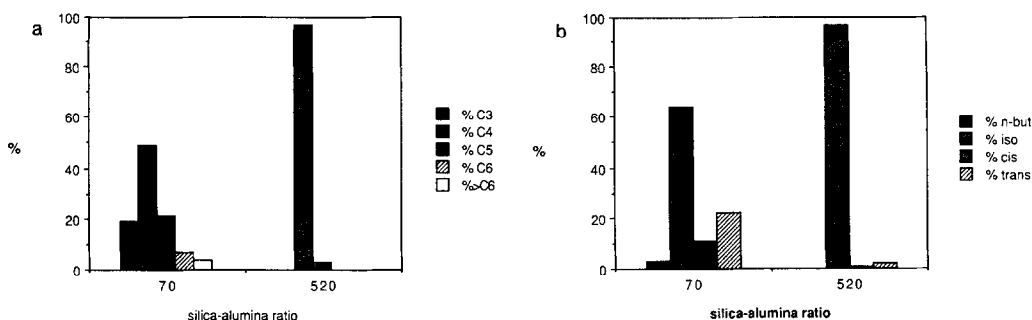 a
100
80
60
40
20
0
%
70
520
silica-alumina ratio
% C3
% C4
% C5
% C6
%>C6
b
100
80
60
40
20
0
%
70
520
silica-alumina ratio
% n-but
% iso
% cis
% trans